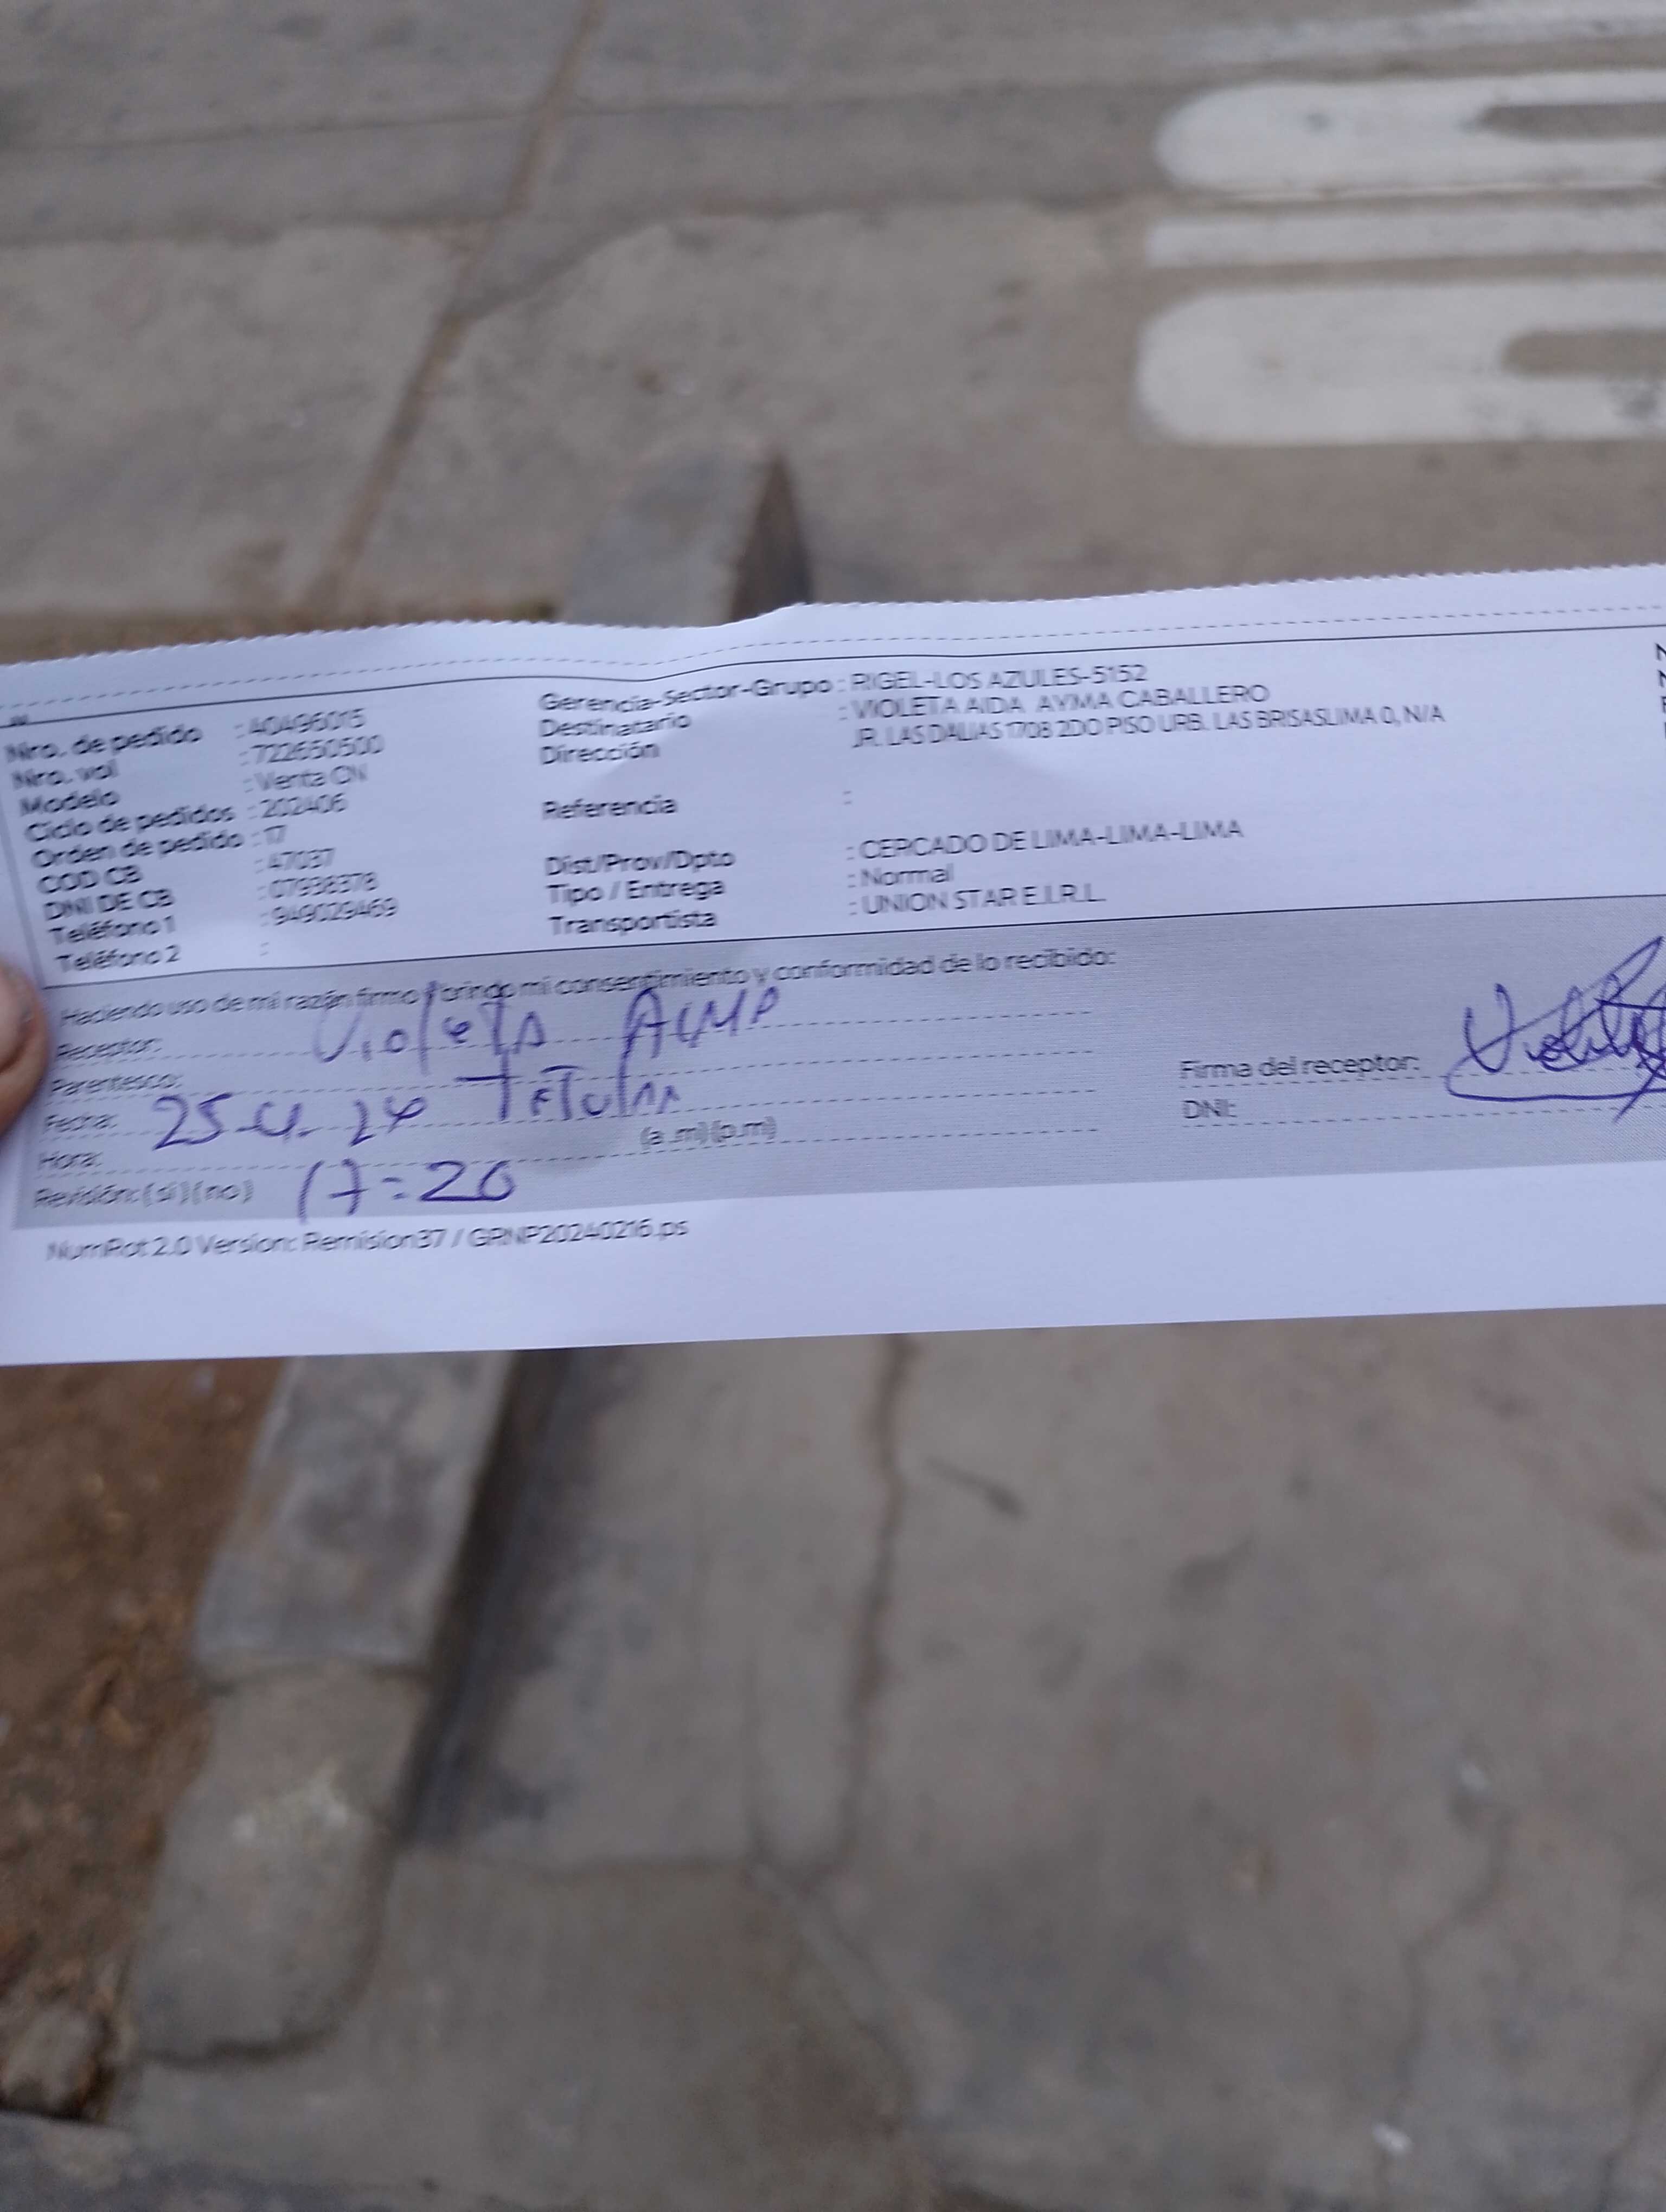 Nro. de pedido : 40496015
Nro. vol : 722650500
Modelo : Venta CN
Ciclo de pedidos : 202406
Orden de pedido : 17
COD CB : 47037
DNI DE CB : 07938378
Teléfono 1 : 949029469
Teléfono 2 :
Gerencia-Sector-Grupo : RIGEL-LOS AZULES-5152
Destinatario : VIOLETA AIDA AYMA CABALLERO
Dirección JR. LAS DALIAS 1708 2DO PISO URB. LAS BRISASLIMA 0, N/A
Referencia :
Dist/Prov/Dpto : CERCADO DE LIMA-LIMA-LIMA
Tipo / Entrega : Normal
Transportista : UNION STAR E.I.R.L.
Haciendo uso de mi razón firmo y brindo mi consentimiento y conformidad de lo recibido:
Receptor: Violeta AYMA
Parentesco: Titular
Fecha: 25-4-24
Hora: (a .m) (p.m)
Revisión: ( si ) ( no ) 17:20
Firma del receptor:
DNI:
NumRot 2.0 Version: Remision37 / GRNP20240216.ps